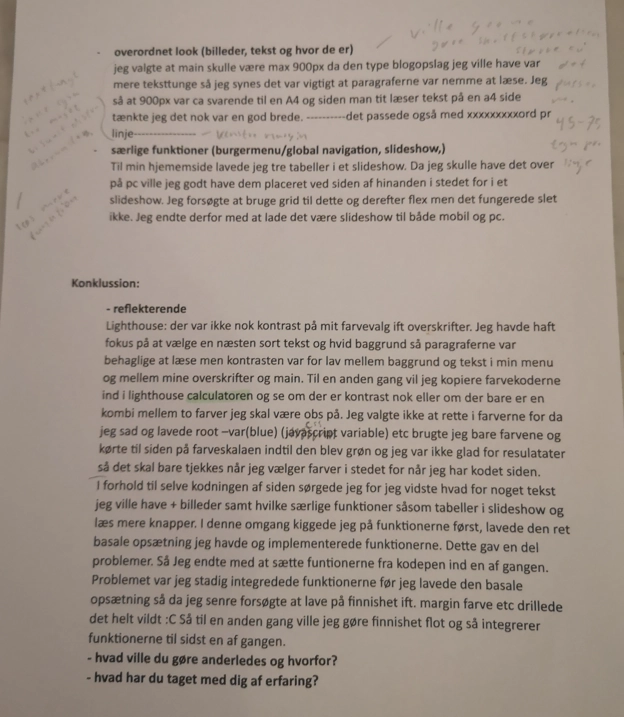 - overordnet look (billeder, tekst og hvor de er)
jeg valgte at main skulle være max 900px da den type blogopslag jeg ville have var
mere teksttunge så jeg synes det var vigtigt at paragraferne var nemme at læse. Jeg
så at 900px var ca svarende til en A4 og siden man tit læser tekst på en a4 side
tænkte jeg det nok var en god brede. ----------det passede også med xxxxxxxxxord pr
linje---------------- venstre margin
45-75
tegn pr.
linje
- særlige funktioner (burgermenu/global navigation, slideshow,)
Til min hjemmeside lavede jeg tre tabeller i et slideshow. Da jeg skulle have det over
på pc ville jeg godt have dem placeret ved siden af hinanden i stedet for i et
slideshow. Jeg forsøgte at bruge grid til dette og derefter flex men det fungerede slet
ikke. Jeg endte derfor med at lade det være slideshow til både mobil og pc.
Konklussion:
- reflekterende
Lighthouse: der var ikke nok kontrast på mit farvevalg ift overskrifter. Jeg havde haft
fokus på at vælge en næsten sort tekst og hvid baggrund så paragraferne var
behaglige at læse men kontrasten var for lav mellem baggrund og tekst i min menu
og mellem mine overskrifter og main. Til en anden gang vil jeg kopiere farvekoderne
ind i lighthouse calculatoren og se om der er kontrast nok eller om der bare er en
kombi mellem to farver jeg skal være obs på. Jeg valgte ikke at rette i farverne for da
jeg sad og lavede root –var(blue) (javascript variable) etc brugte jeg bare farverne og
kørte til siden på farveskalaen indtil den blev grøn og jeg var ikke glad for resulatater
så det skal bare tjekkes når jeg vælger farver i stedet for når jeg har kodet siden.
I forhold til selve kodningen af siden sørgede jeg for jeg vidste hvad for noget tekst
jeg ville have + billeder samt hvilke særlige funktioner såsom tabeller i slideshow og
læs mere knapper. I denne omgang kiggede jeg på funktionerne først, lavede den ret
basale opsætning jeg havde og implementerede funktionerne. Dette gav en del
problemer. Så Jeg endte med at sætte funtionerne fra kodepen ind en af gangen.
Problemet var jeg stadig integredede funktionerne før jeg lavede den basale
opsætning så da jeg senre forsøgte at lave på finnishet ift. margin farve etc drillede
det helt vildt :C Så til en anden gang ville jeg gøre finnishet flot og så integrerer
funktionerne til sidst en af gangen.
- hvad ville du gøre anderledes og hvorfor?
- hvad har du taget med dig af erfaring?